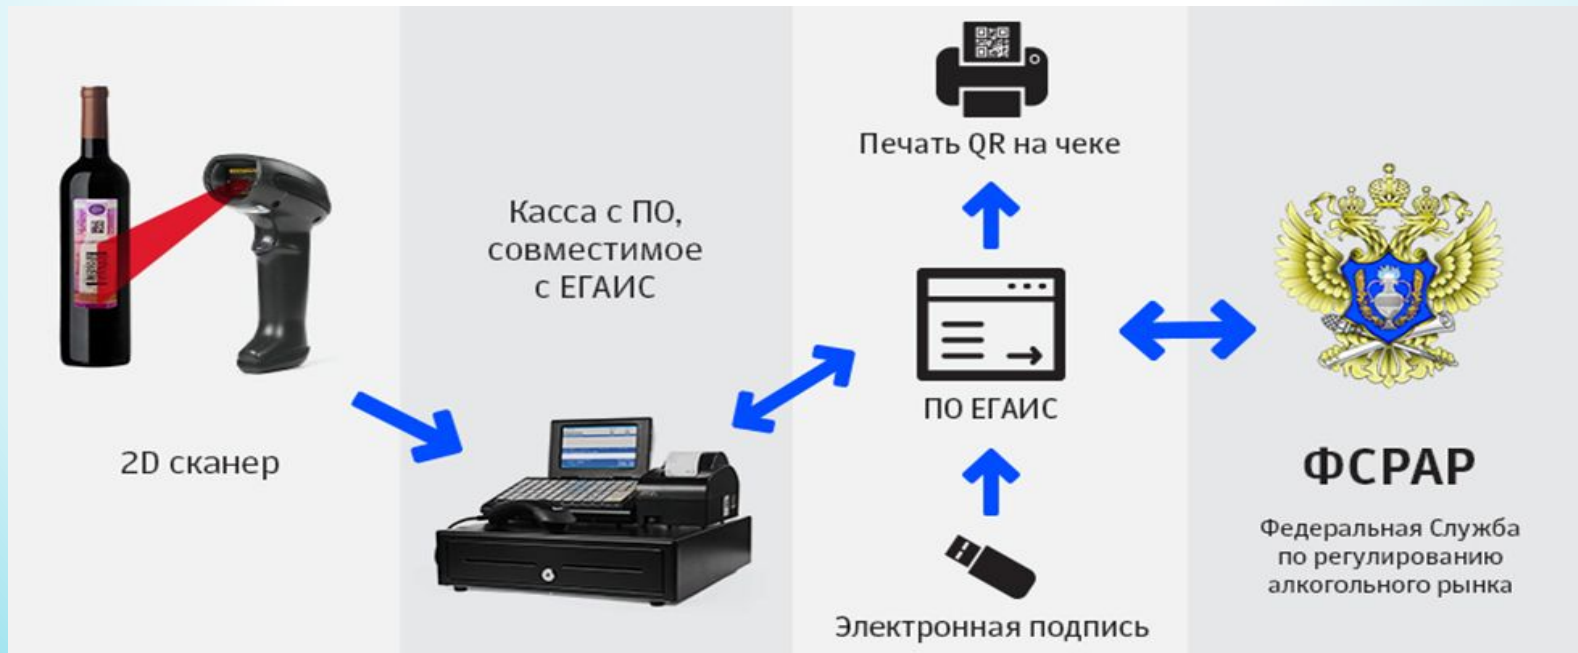 2D сканер
Касса с ПО,
совместимое
с ЕГАИС
Печать QR на чеке
ПО ЕГАИС
Электронная подпись
ФСРАР
Федеральная Служба
по регулированию
алкогольного рынка